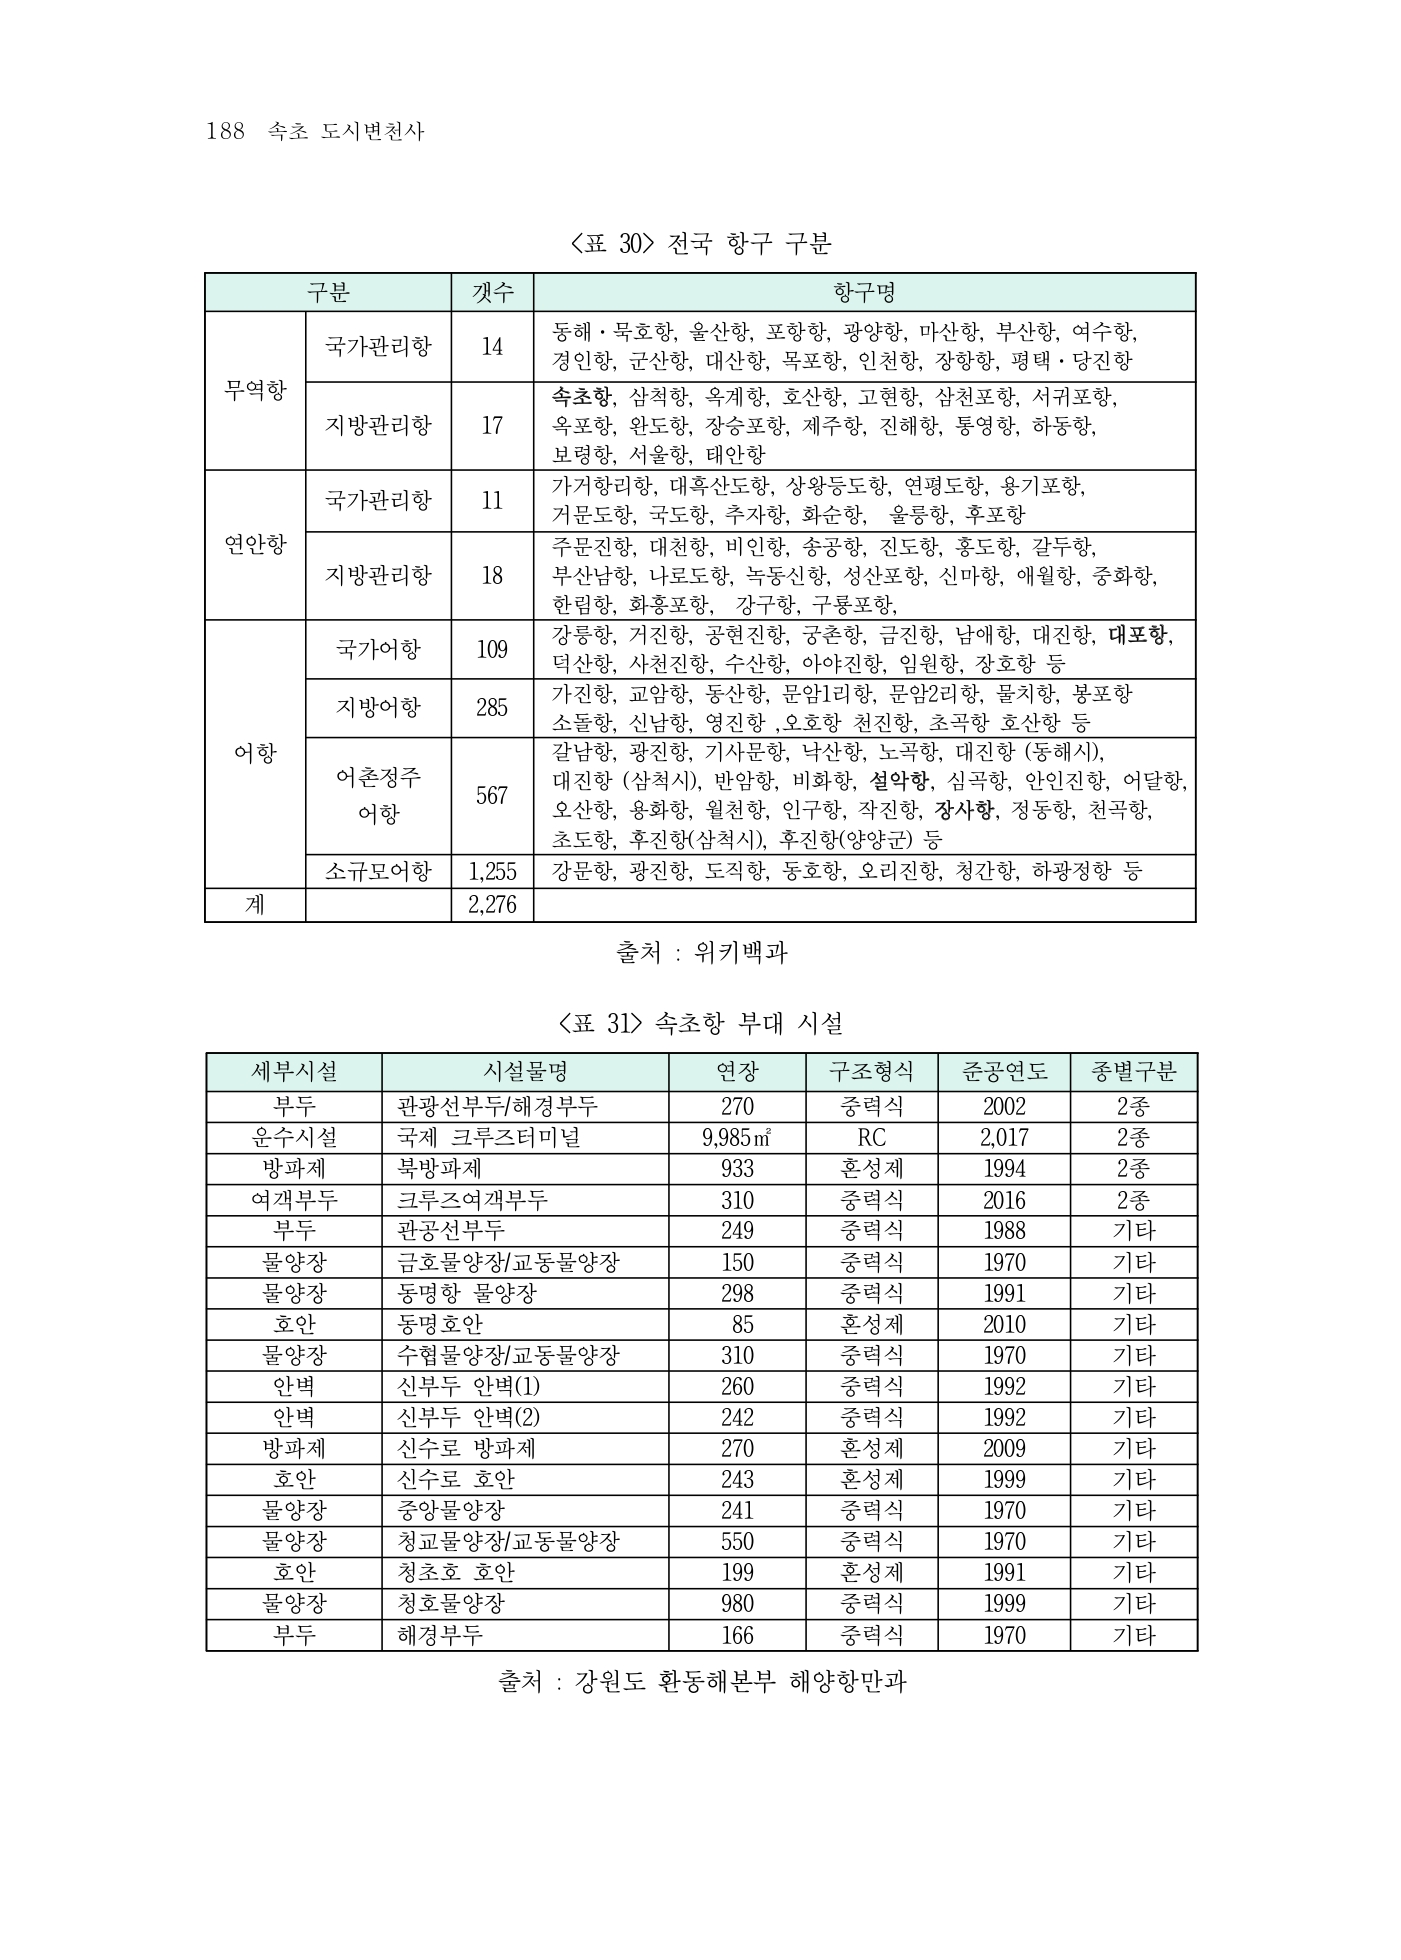 188 속초 도시변천사
<표 30> 전국 항구 구분
구분 갯수 항구명
무역항 국가관리항 14 동해·묵호항, 울산항, 포항항, 광양항, 마산항, 부산항, 여수항,
경인항, 군산항, 대산항, 목포항, 인천항, 장항항, 평택·당진항
지방관리항 17 속초항, 삼척항, 옥계항, 호산항, 고현항, 삼천포항, 서귀포항,
옥포항, 완도항, 장승포항, 제주항, 진해항, 통영항, 하동항,
보령항, 서울항, 태안항
연안항 국가관리항 11 가거항리항, 대흑산도항, 상왕등도항, 연평도항, 용기포항,
거문도항, 국도항, 추자항, 화순항, 울릉항, 후포항
지방관리항 18 주문진항, 대천항, 비인항, 송공항, 진도항, 홍도항, 갈두항,
부산남항, 나로도항, 녹동신항, 성산포항, 신마항, 애월항, 중화항,
한림항, 화흥포항, 강구항, 구룡포항,
어항 국가어항 109 강릉항, 거진항, 공현진항, 궁촌항, 금진항, 남애항, 대진항, 대포항,
덕산항, 사천진항, 수산항, 아야진항, 임원항, 장호항 등
지방어항 285 가진항, 교암항, 동산항, 문암1리항, 문암2리항, 물치항, 봉포항
소돌항, 신남항, 영진항 ,오호항 천진항, 초곡항 호산항 등
어촌정주
어항 567 갈남항, 광진항, 기사문항, 낙산항, 노곡항, 대진항 (동해시),
대진항 (삼척시), 반암항, 비화항, 설악항, 심곡항, 안인진항, 어달항,
오산항, 용화항, 월천항, 인구항, 작진항, 장사항, 정동항, 천곡항,
초도항, 후진항(삼척시), 후진항(양양군) 등
소규모어항 1,255 강문항, 광진항, 도직항, 동호항, 오리진항, 청간항, 하광정항 등
계 2,276
출처 : 위키백과
<표 31> 속초항 부대 시설
세부시설 시설물명 연장 구조형식 준공연도 종별구분
부두 관광선부두/해경부두 270 중력식 2002 2종
운수시설 국제 크루즈터미널 9,985㎡ RC 2,017 2종
방파제 북방파제 933 혼성제 1994 2종
여객부두 크루즈여객부두 310 중력식 2016 2종
부두 관공선부두 249 중력식 1988 기타
물양장 금호물양장/교동물양장 150 중력식 1970 기타
물양장 동명항 물양장 298 중력식 1991 기타
호안 동명호안 85 혼성제 2010 기타
물양장 수협물양장/교동물양장 310 중력식 1970 기타
안벽 신부두 안벽(1) 260 중력식 1992 기타
안벽 신부두 안벽(2) 242 중력식 1992 기타
방파제 신수로 방파제 270 혼성제 2009 기타
호안 신수로 호안 243 혼성제 1999 기타
물양장 중앙물양장 241 중력식 1970 기타
물양장 청교물양장/교동물양장 550 중력식 1970 기타
호안 청초호 호안 199 혼성제 1991 기타
물양장 청호물양장 980 중력식 1999 기타
부두 해경부두 166 중력식 1970 기타
출처 : 강원도 환동해본부 해양항만과